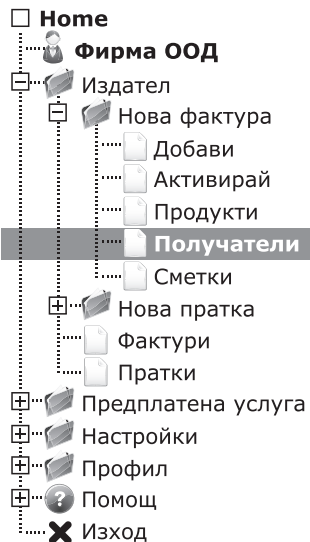 Home
Фирма ООД
Издател
Нова фактура
Добави
Активирай
Продукти
Получатели
Сметки
Нова пратка
Фактури
Пратки
Предплатена услуга
Настройки
Профил
Помощ
Изход